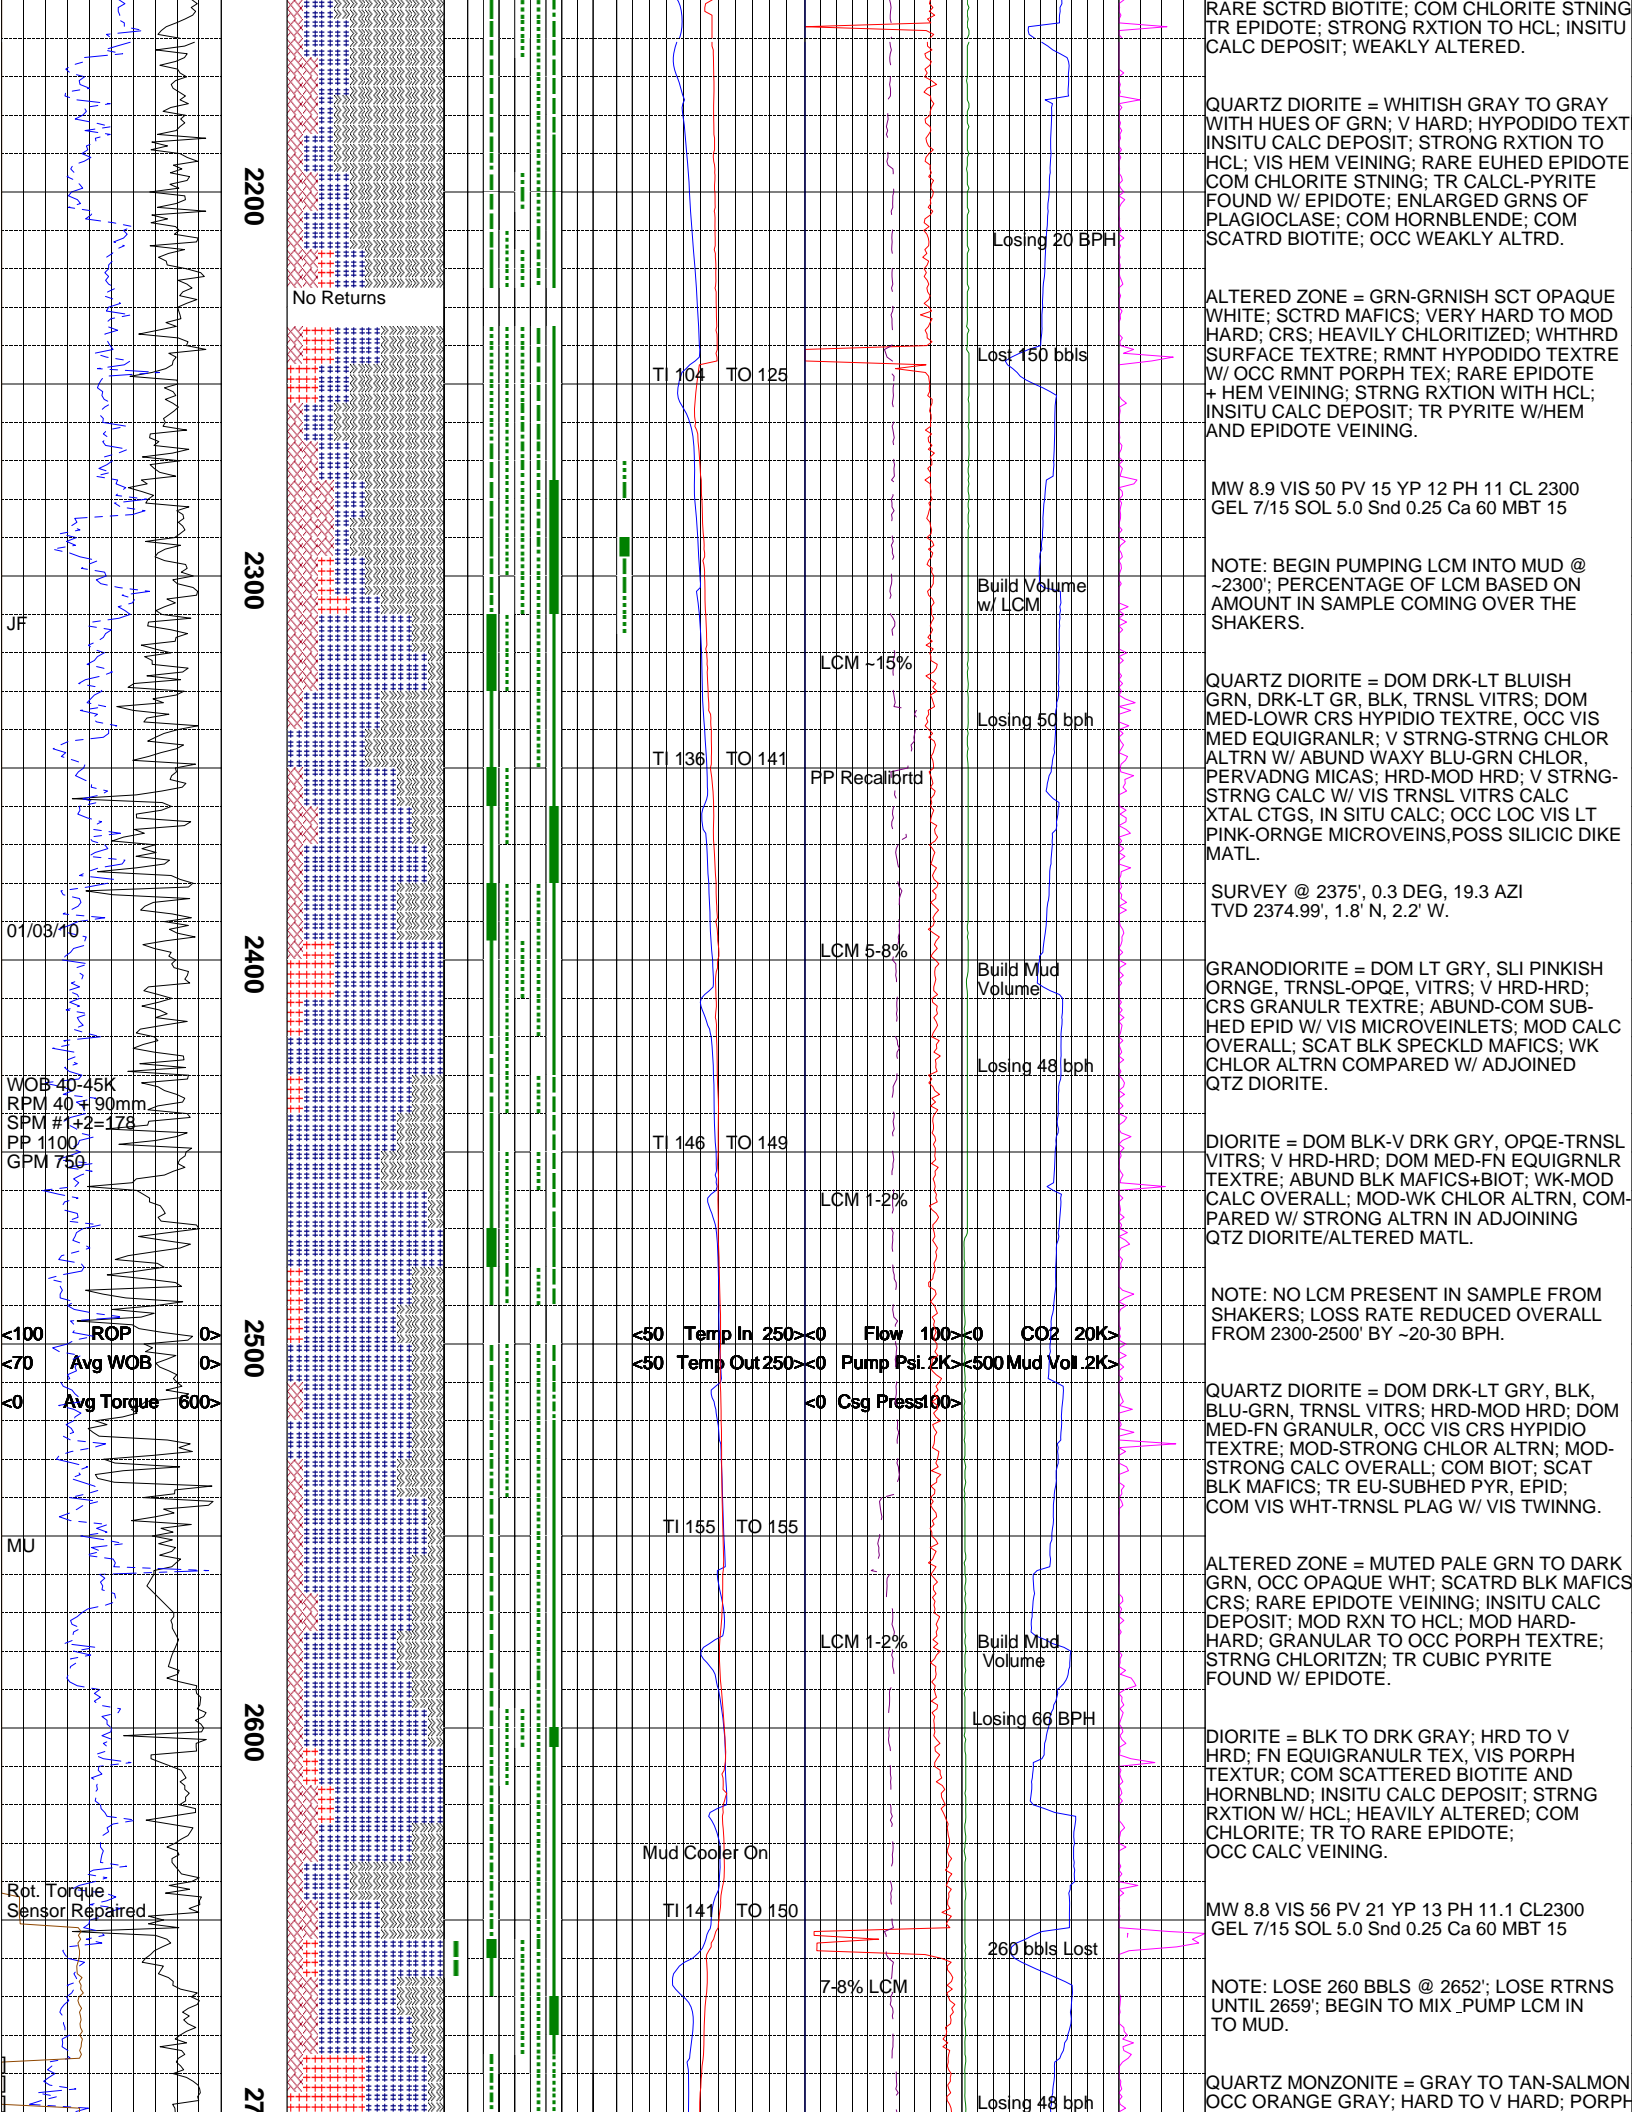 JF
01/03/10
WOB 40-45K
RPM 40 + 90mm
SPM #1+2=178
PP 1100
GPM 750
<100 ROP 0>
<70 Avg WOB 0>
<0 Avg Torque 600>
MU
Rot. Torque
Sensor Repaired
2200
2300
2400
2500
2600
27
No Returns
TI 104 TO 125
TI 136 TO 141
TI 146 TO 149
<50 Temp In 250>
<50 Temp Out 250>
TI 155 TO 155
Mud Cooler On
TI 141 TO 150
LCM ~15%
PP Recalibrtd
LCM 5-8%
LCM 1-2%
<0 Flow 100>
<0 Pump Psi. 2K>
<0 Csg Press 100>
LCM 1-2%
7-8% LCM
Losing 20 BPH
Lost 150 bbls
Build Volume
w/ LCM
Losing 50 bph
Build Mud
Volume
Losing 48 bph
<0 CO2 20K>
<500 Mud Vol .2K>
Build Mud
Volume
Losing 66 BPH
260 bbls Lost
Losing 48 bph
RARE SCTRD BIOTITE; COM CHLORITE STNING
TR EPIDOTE; STRONG RXTION TO HCL; INSITU
CALC DEPOSIT; WEAKLY ALTERED.
QUARTZ DIORITE = WHITISH GRAY TO GRAY
WITH HUES OF GRN; V HARD; HYPODIDO TEXT
INSITU CALC DEPOSIT; STRONG RXTION TO
HCL; VIS HEM VEINING; RARE EUHED EPIDOTE
COM CHLORITE STNING; TR CALCL-PYRITE
FOUND W/ EPIDOTE; ENLARGED GRNS OF
PLAGIOCLASE; COM HORNBLENDE; COM
SCATRD BIOTITE; OCC WEAKLY ALTRD.
ALTERED ZONE = GRN-GRNISH SCT OPAQUE
WHITE; SCTRD MAFICS; VERY HARD TO MOD
HARD; CRS; HEAVILY CHLORITIZED; WHTHRD
SURFACE TEXTRE; RMNT HYPODIDO TEXTRE
W/ OCC RMNT PORPH TEX; RARE EPIDOTE
+ HEM VEINING; STRNG RXTION WITH HCL;
INSITU CALC DEPOSIT; TR PYRITE W/HEM
AND EPIDOTE VEINING.
MW 8.9 VIS 50 PV 15 YP 12 PH 11 CL 2300
GEL 7/15 SOL 5.0 Snd 0.25 Ca 60 MBT 15
NOTE: BEGIN PUMPING LCM INTO MUD @
~2300'; PERCENTAGE OF LCM BASED ON
AMOUNT IN SAMPLE COMING OVER THE
SHAKERS.
QUARTZ DIORITE = DOM DRK-LT BLUISH
GRN, DRK-LT GR, BLK, TRNSL VITRS; DOM
MED-LOWR CRS HYPIDIO TEXTRE, OCC VIS
MED EQUIGRANLR; V STRNG-STRNG CHLOR
ALTRN W/ ABUND WAXY BLU-GRN CHLOR,
PERVADNG MICAS; HRD-MOD HRD; V STRNG-
STRNG CALC W/ VIS TRNSL VITRS CALC
XTAL CTGS, IN SITU CALC; OCC LOC VIS LT
PINK-ORNGE MICROVEINS,POSS SILICIC DIKE
MATL.
SURVEY @ 2375', 0.3 DEG, 19.3 AZI
TVD 2374.99', 1.8' N, 2.2' W.
GRANODIORITE = DOM LT GRY, SLI PINKISH
ORNGE, TRNSL-OPQE, VITRS; V HRD-HRD;
CRS GRANULR TEXTRE; ABUND-COM SUB-
HED EPID W/ VIS MICROVEINLETS; MOD CALC
OVERALL; SCAT BLK SPECKLD MAFICS; WK
CHLOR ALTRN COMPARED W/ ADJOINED
QTZ DIORITE.
DIORITE = DOM BLK-V DRK GRY, OPQE-TRNSL
VITRS; V HRD-HRD; DOM MED-FN EQUIGRNLR
TEXTRE; ABUND BLK MAFICS+BIOT; WK-MOD
CALC OVERALL; MOD-WK CHLOR ALTRN, COM-
PARED W/ STRONG ALTRN IN ADJOINING
QTZ DIORITE/ALTERED MATL.
NOTE: NO LCM PRESENT IN SAMPLE FROM
SHAKERS; LOSS RATE REDUCED OVERALL
FROM 2300-2500' BY ~20-30 BPH.
QUARTZ DIORITE = DOM DRK-LT GRY, BLK,
BLU-GRN, TRNSL VITRS; HRD-MOD HRD; DOM
MED-FN GRANULR, OCC VIS CRS HYPIDIO
TEXTRE; MOD-STRONG CHLOR ALTRN; MOD-
STRONG CALC OVERALL; COM BIOT; SCAT
BLK MAFICS; TR EU-SUBHED PYR, EPID;
COM VIS WHT-TRNSL PLAG W/ VIS TWINNG.
ALTERED ZONE = MUTED PALE GRN TO DARK
GRN, OCC OPAQUE WHT; SCATRD BLK MAFICS
CRS; RARE EPIDOTE VEINING; INSITU CALC
DEPOSIT; MOD RXN TO HCL; MOD HARD-
HARD; GRANULAR TO OCC PORPH TEXTRE;
STRNG CHLORITZN; TR CUBIC PYRITE
FOUND W/ EPIDOTE.
DIORITE = BLK TO DRK GRAY; HRD TO V
HRD; FN EQUIGRANULR TEX, VIS PORPH
TEXTUR; COM SCATTERED BIOTITE AND
HORNBLND; INSITU CALC DEPOSIT; STRNG
RXTION W/ HCL; HEAVILY ALTERED; COM
CHLORITE; TR TO RARE EPIDOTE;
OCC CALC VEINING.
MW 8.8 VIS 56 PV 21 YP 13 PH 11.1 CL2300
GEL 7/15 SOL 5.0 Snd 0.25 Ca 60 MBT 15
NOTE: LOSE 260 BBLS @ 2652'; LOSE RTRNS
UNTIL 2659'; BEGIN TO MIX _PUMP LCM IN
TO MUD.
QUARTZ MONZONITE = GRAY TO TAN-SALMON
OCC ORANGE GRAY; HARD TO V HARD; PORPH